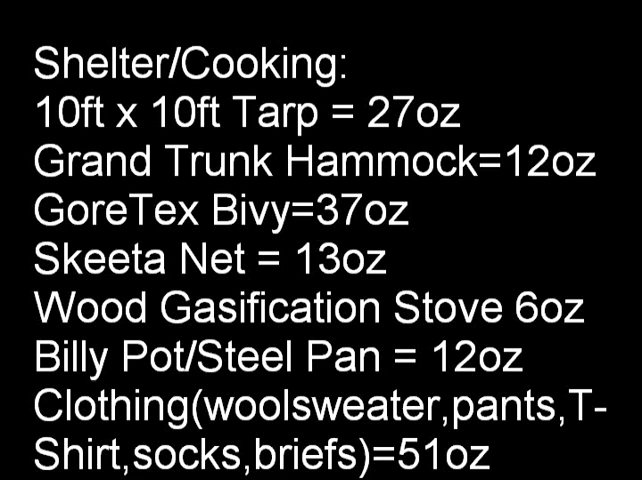 Shelter/Cooking:
10ft x 10ft Tarp = 27oz
Grand Trunk Hammock=12oz
GoreTex Bivy=37oz
Skeeta Net = 13oz
Wood Gasification Stove 6oz
Billy Pot/Steel Pan = 12oz
Clothing(woolsweater,pants,T-
Shirt,socks,briefs)=51oz